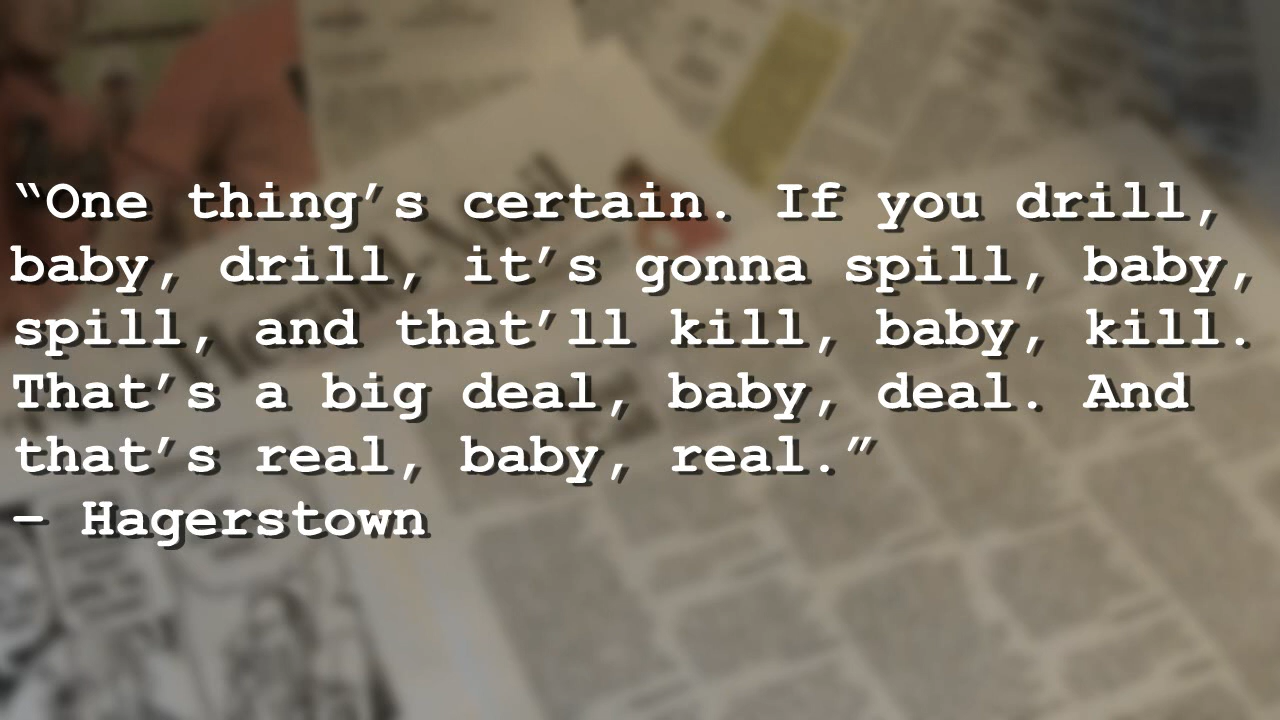 “One thing’s certain. If you drill,
baby, drill, it’s gonna spill, baby,
spill, and that’ll kill, baby, kill.
That’s a big deal, baby, deal. And
that’s real, baby, real.”
– Hagerstown